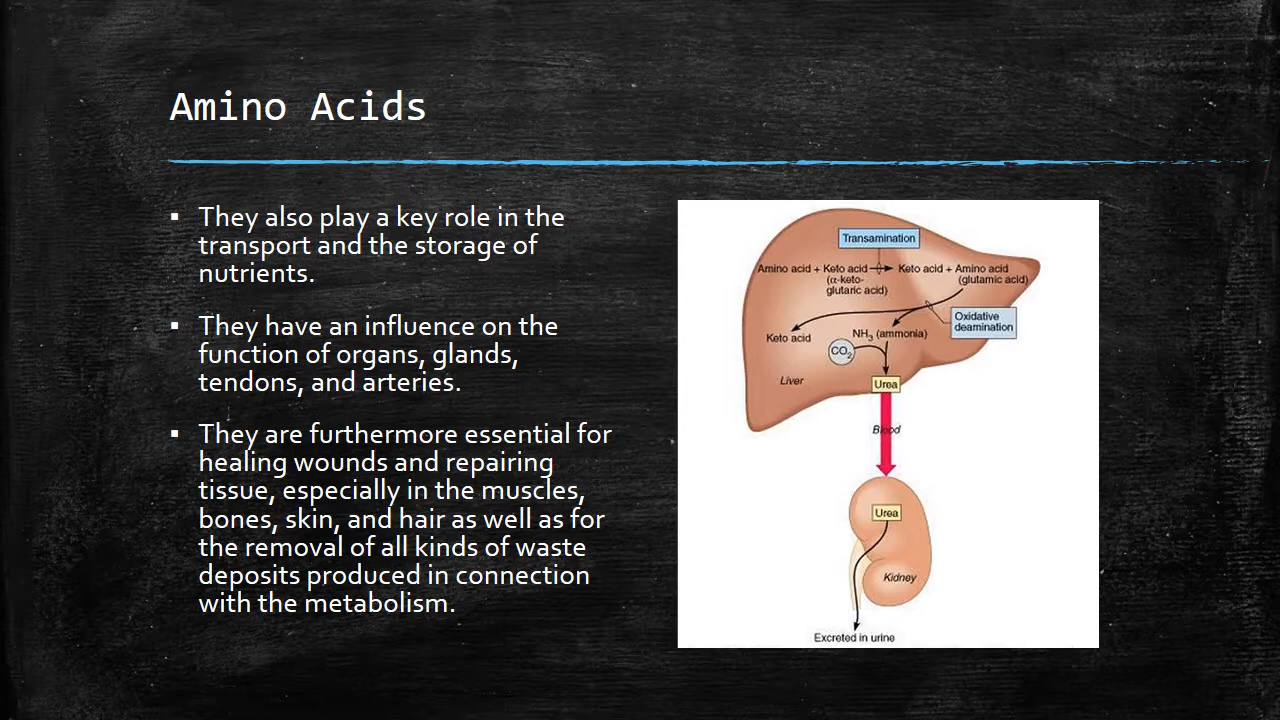 Amino Acids
▪ They also play a key role in the
transport and the storage of
nutrients.
▪ They have an influence on the
function of organs, glands,
tendons, and arteries.
▪ They are furthermore essential for
healing wounds and repairing
tissue, especially in the muscles,
bones, skin, and hair as well as for
the removal of all kinds of waste
deposits produced in connection
with the metabolism.
Transamination
Amino acid + Keto acid
(α-keto-
glutaric acid)
Keto acid + Amino acid
(glutamic acid)
Oxidative
deamination
Keto acid
NH3 (ammonia)
CO2
Liver
Urea
Blood
Urea
Kidney
Excreted in urine